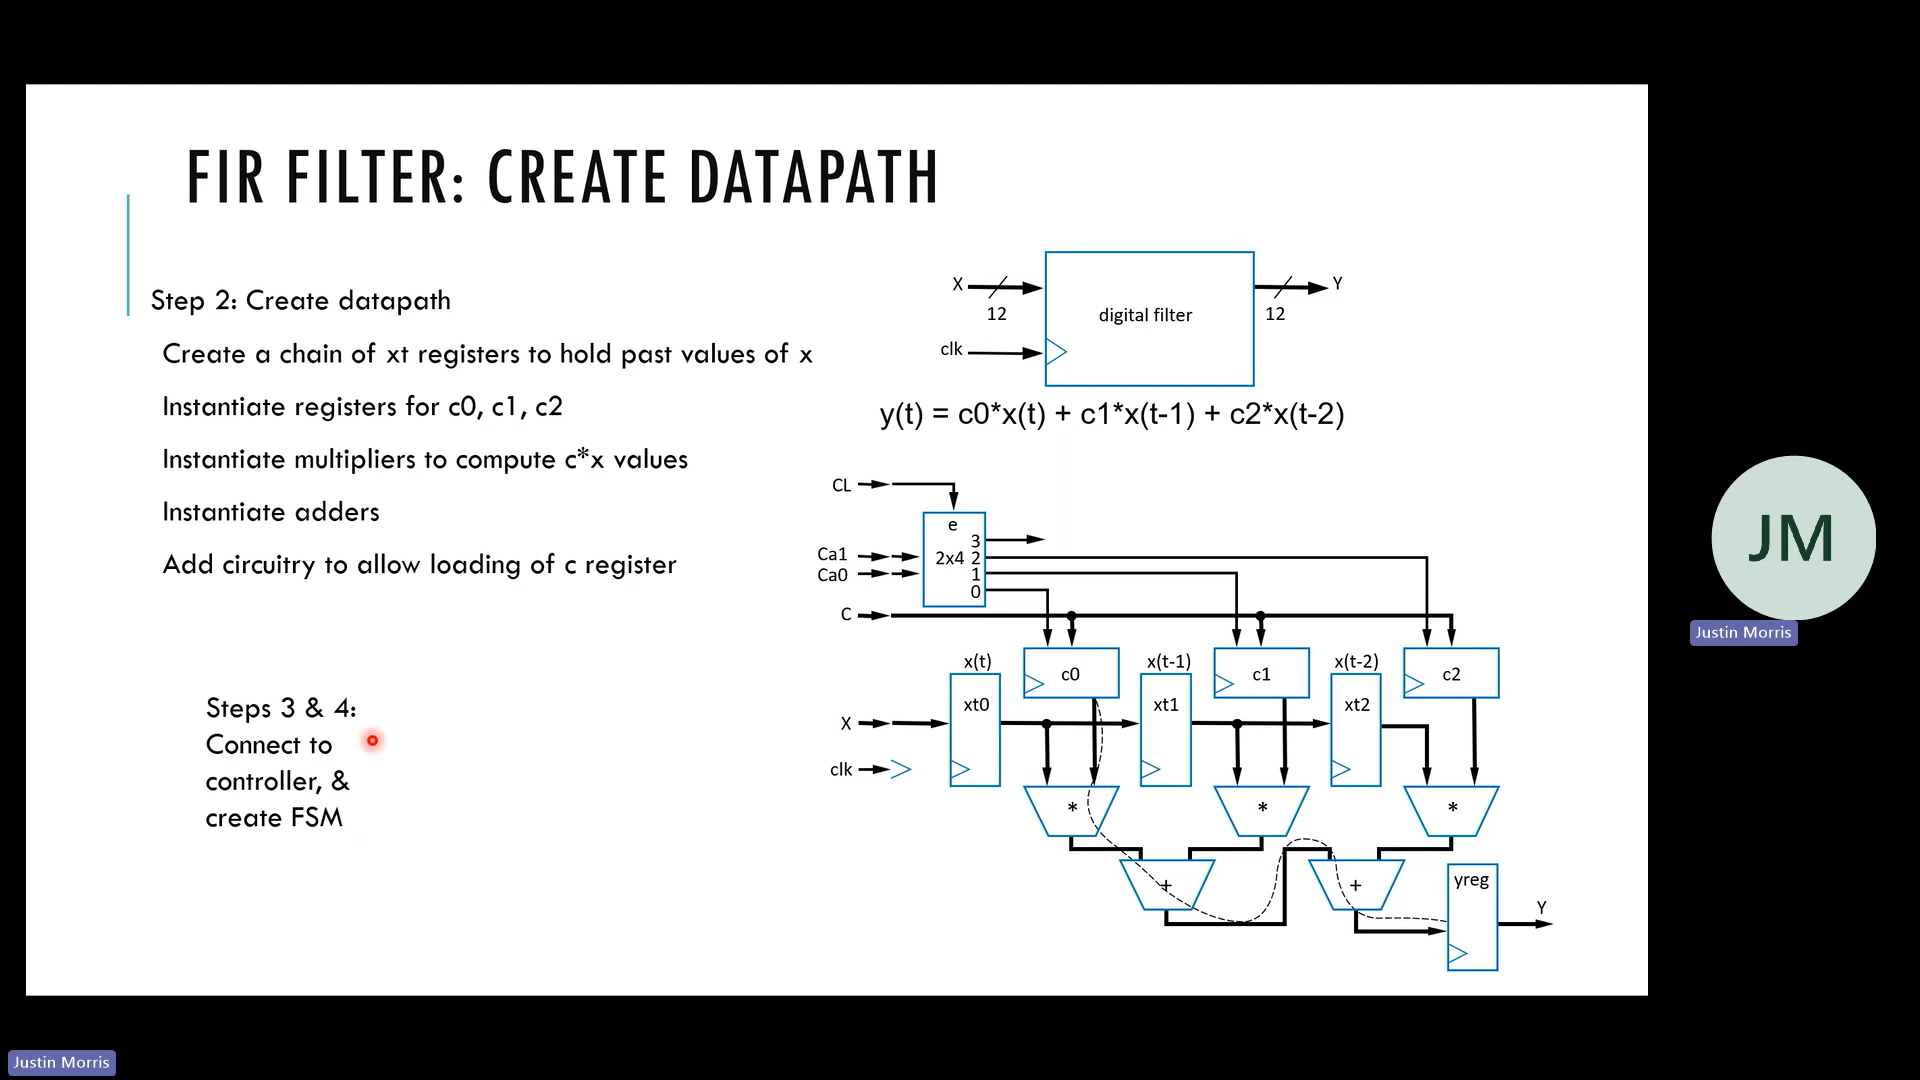 FIR FILTER: CREATE DATAPATH
Step 2: Create datapath
Create a chain of xt registers to hold past values of x
Instantiate registers for c0, c1, c2
Instantiate multipliers to compute c*x values
Instantiate adders
Add circuitry to allow loading of c register
Steps 3 & 4:
Connect to
controller, &
create FSM
X
12
clk
digital filter
Y
12
y(t) = c0*x(t) + c1*x(t-1) + c2*x(t-2)
CL
e
3
Ca1
2x4
2
Ca0
1
0
C
x(t)
c0
x(t-1)
c1
x(t-2)
c2
xt0
xt1
xt2
X
clk
*
*
*
+
+
yreg
Y
JM
Justin Morris
Justin Morris